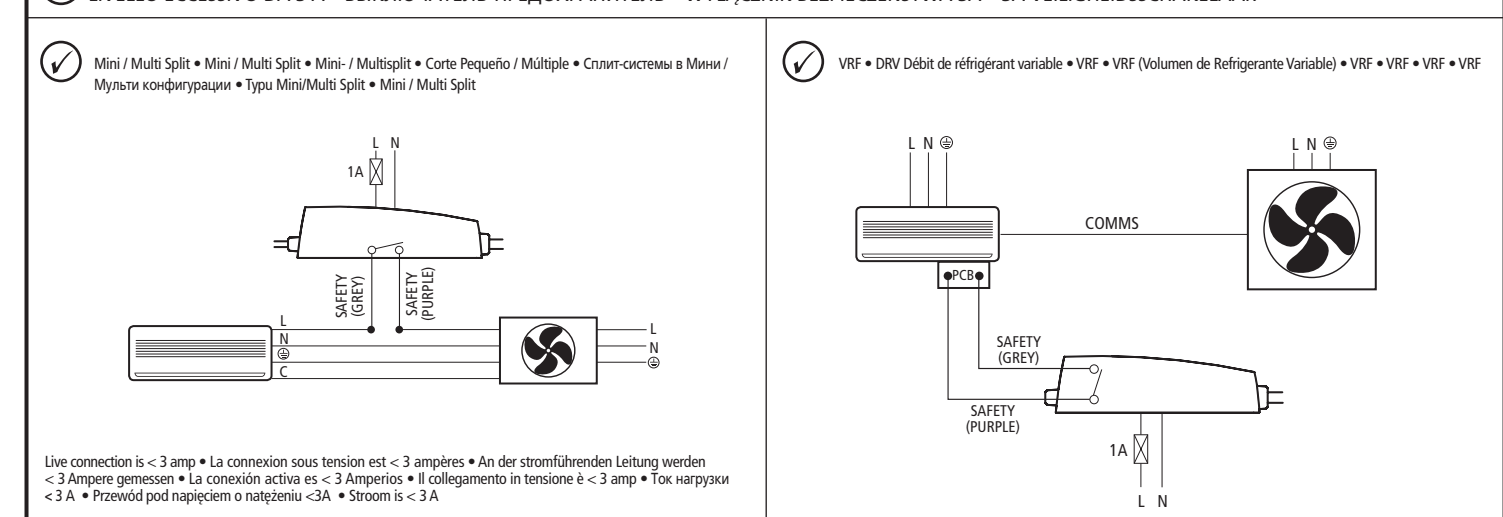 Mini / Multi Split • Mini / Multi Split • Mini- / Multisplit • Corte Pequeño / Múltiple • Сплит-системы в Мини /
Мульти конфигурации • Typu Mini/Multi Split • Mini / Multi Split
L N
1A
SAFETY
(GREY)
SAFETY
(PURPLE)
L
N
C
L
N
Live connection is < 3 amp • La connexion sous tension est < 3 ampères • An der stromführenden Leitung werden
< 3 Ampere gemessen • La conexión activa es < 3 Amperios • Il collegamento in tensione è < 3 amp • Ток нагрузки
< 3 A • Przewód pod napięciem o natężeniu <3A • Stroom is < 3 A
VRF • DRV Débit de réfrigérant variable • VRF • VRF (Volumen de Refrigerante Variable) • VRF • VRF • VRF • VRF
L N
L N
COMMS
PCB
SAFETY
(GREY)
SAFETY
(PURPLE)
1A
L N